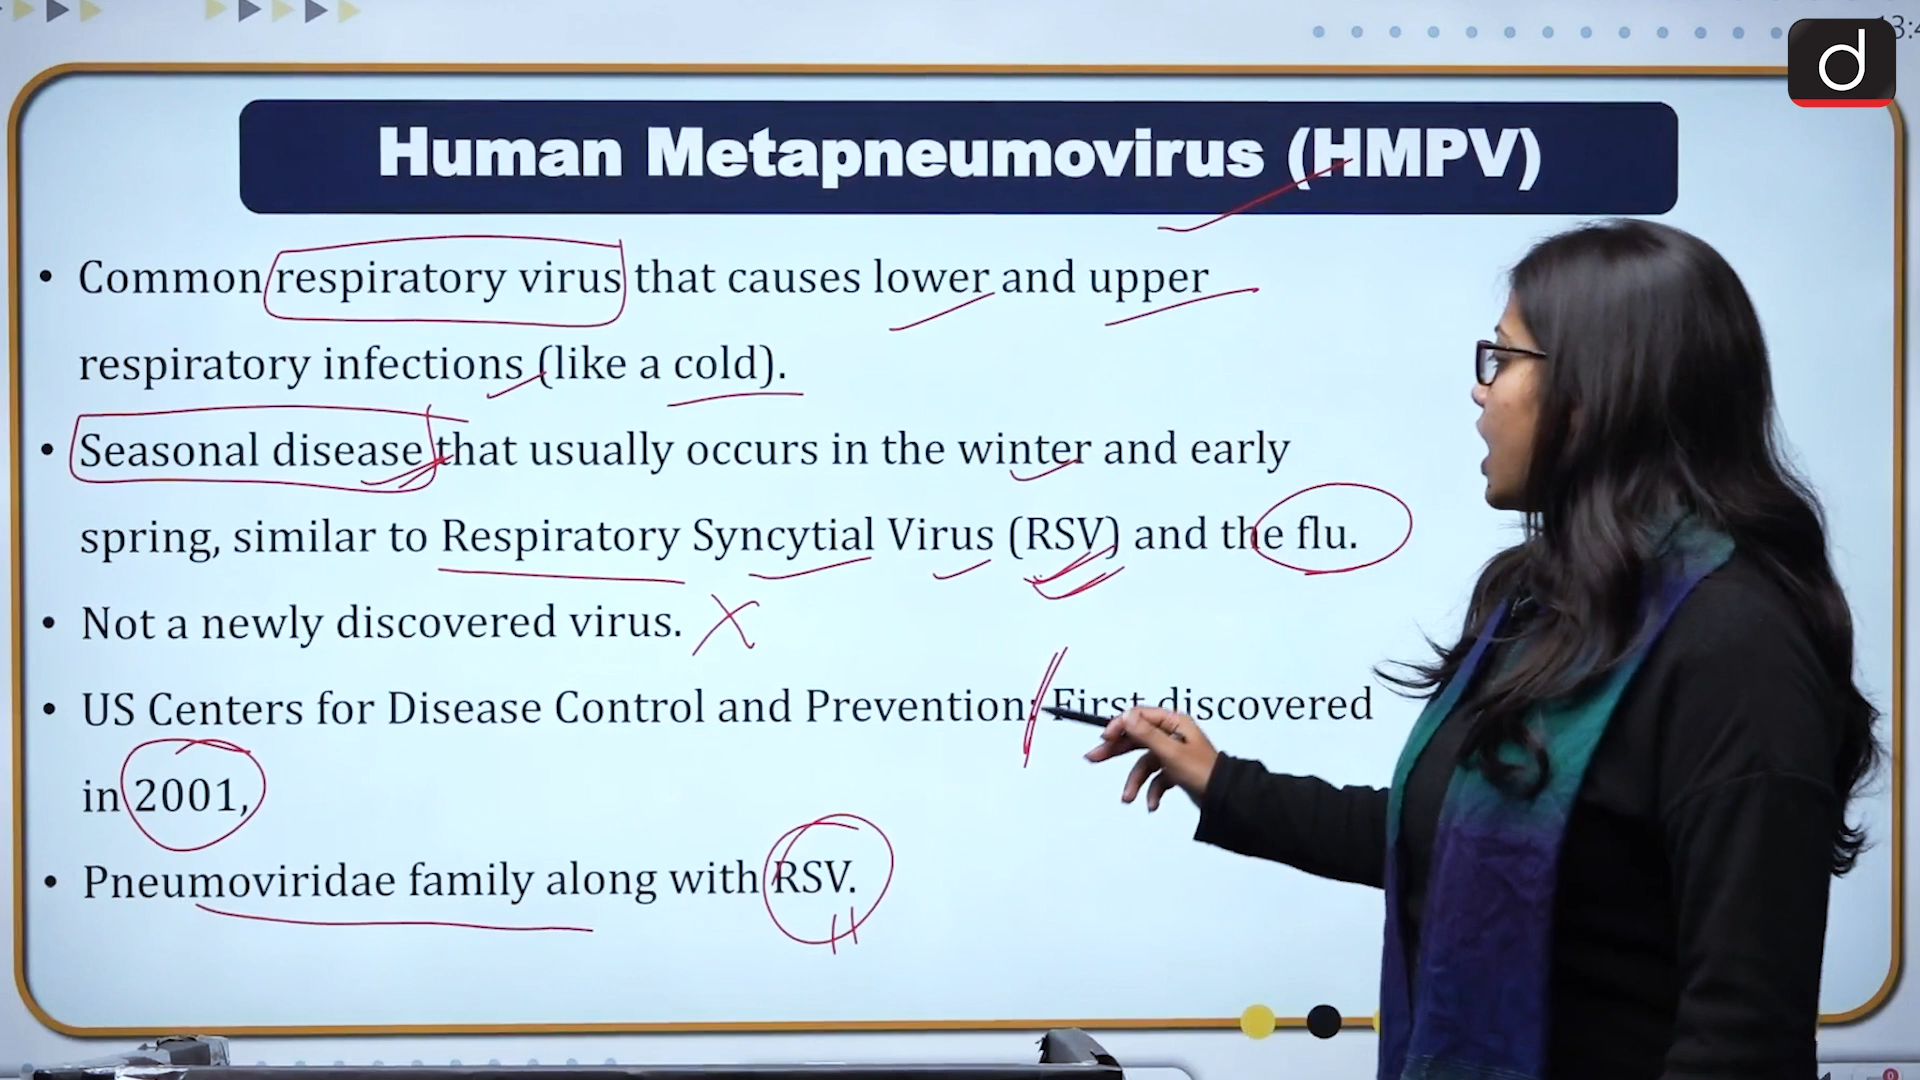 Human Metapneumovirus (HMPV)
• Common respiratory virus that causes lower and upper
respiratory infections (like a cold).
• Seasonal disease that usually occurs in the winter and early
spring, similar to Respiratory Syncytial Virus (RSV) and the flu.
• Not a newly discovered virus.
• US Centers for Disease Control and Prevention: First discovered
in 2001,
• Pneumoviridae family along with RSV.
d